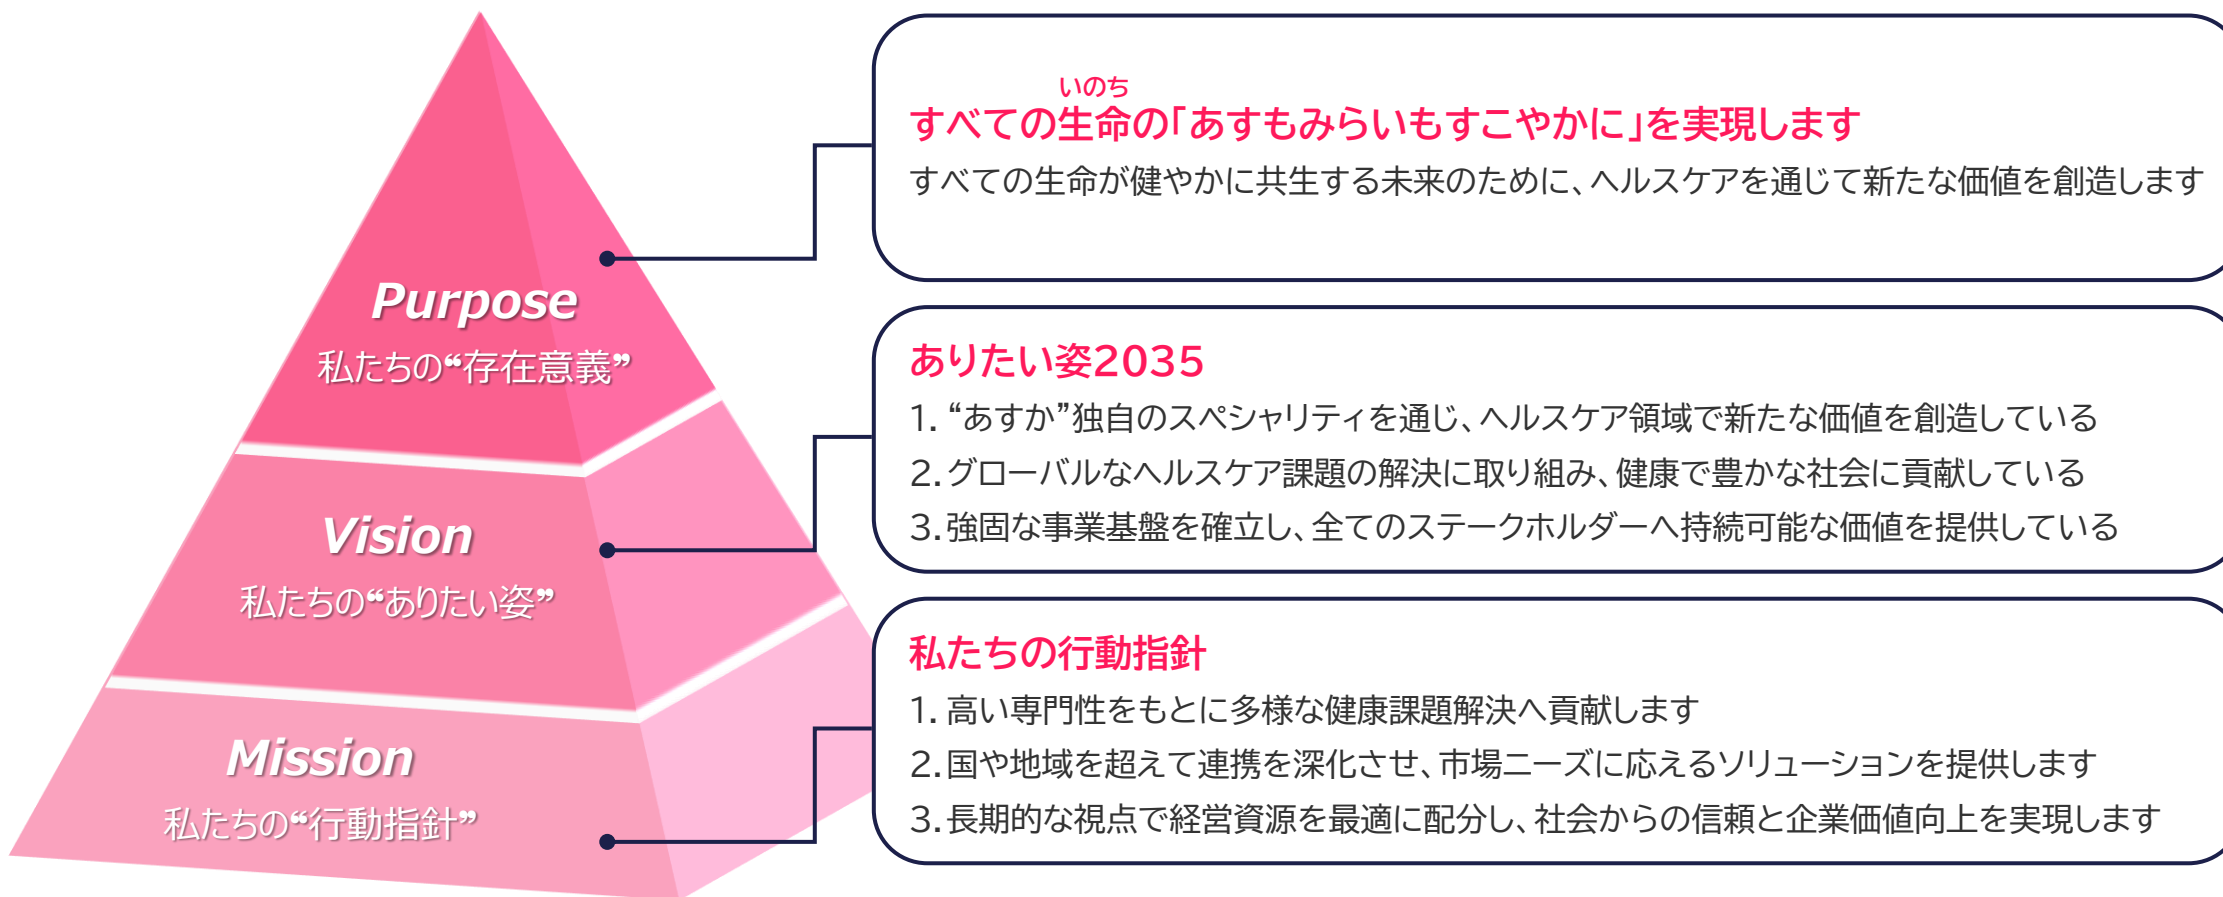 Purpose
私たちの“存在意義”
いのち
すべての生命の「あすもみらいもすこやかに」を実現します
すべての生命が健やかに共生する未来のために、ヘルスケアを通じて新たな価値を創造します
Vision
私たちの“ありたい姿”
ありたい姿2035
1. “あすか”独自のスペシャリティを通じ、ヘルスケア領域で新たな価値を創造している
2. グローバルなヘルスケア課題の解決に取り組み、健康で豊かな社会に貢献している
3. 強固な事業基盤を確立し、全てのステークホルダーへ持続可能な価値を提供している
Mission
私たちの“行動指針”
私たちの行動指針
1. 高い専門性をもとに多様な健康課題解決へ貢献します
2. 国や地域を超えて連携を深化させ、市場ニーズに応えるソリューションを提供します
3. 長期的な視点で経営資源を最適に配分し、社会からの信頼と企業価値向上を実現します